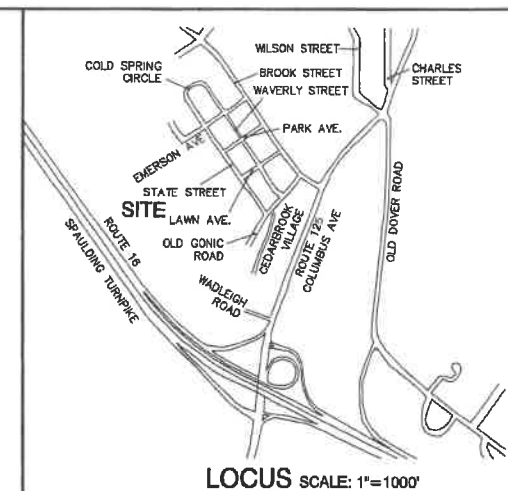 WILSON STREET
COLD SPRING
CIRCLE
BROOK STREET
CHARLES
STREET
WAVERLY STREET
PARK AVE.
EMERSON AVE
STATE STREET
SITE
LAWN AVE.
OLD GONIC
ROAD
CEDARBROOK
VILLAGE
ROUTE 125
COLUMBUS AVE
OLD DOVER ROAD
ROUTE 16
SPAULDING TURNPIKE
WADLEIGH
ROAD
LOCUS SCALE: 1"=1000'